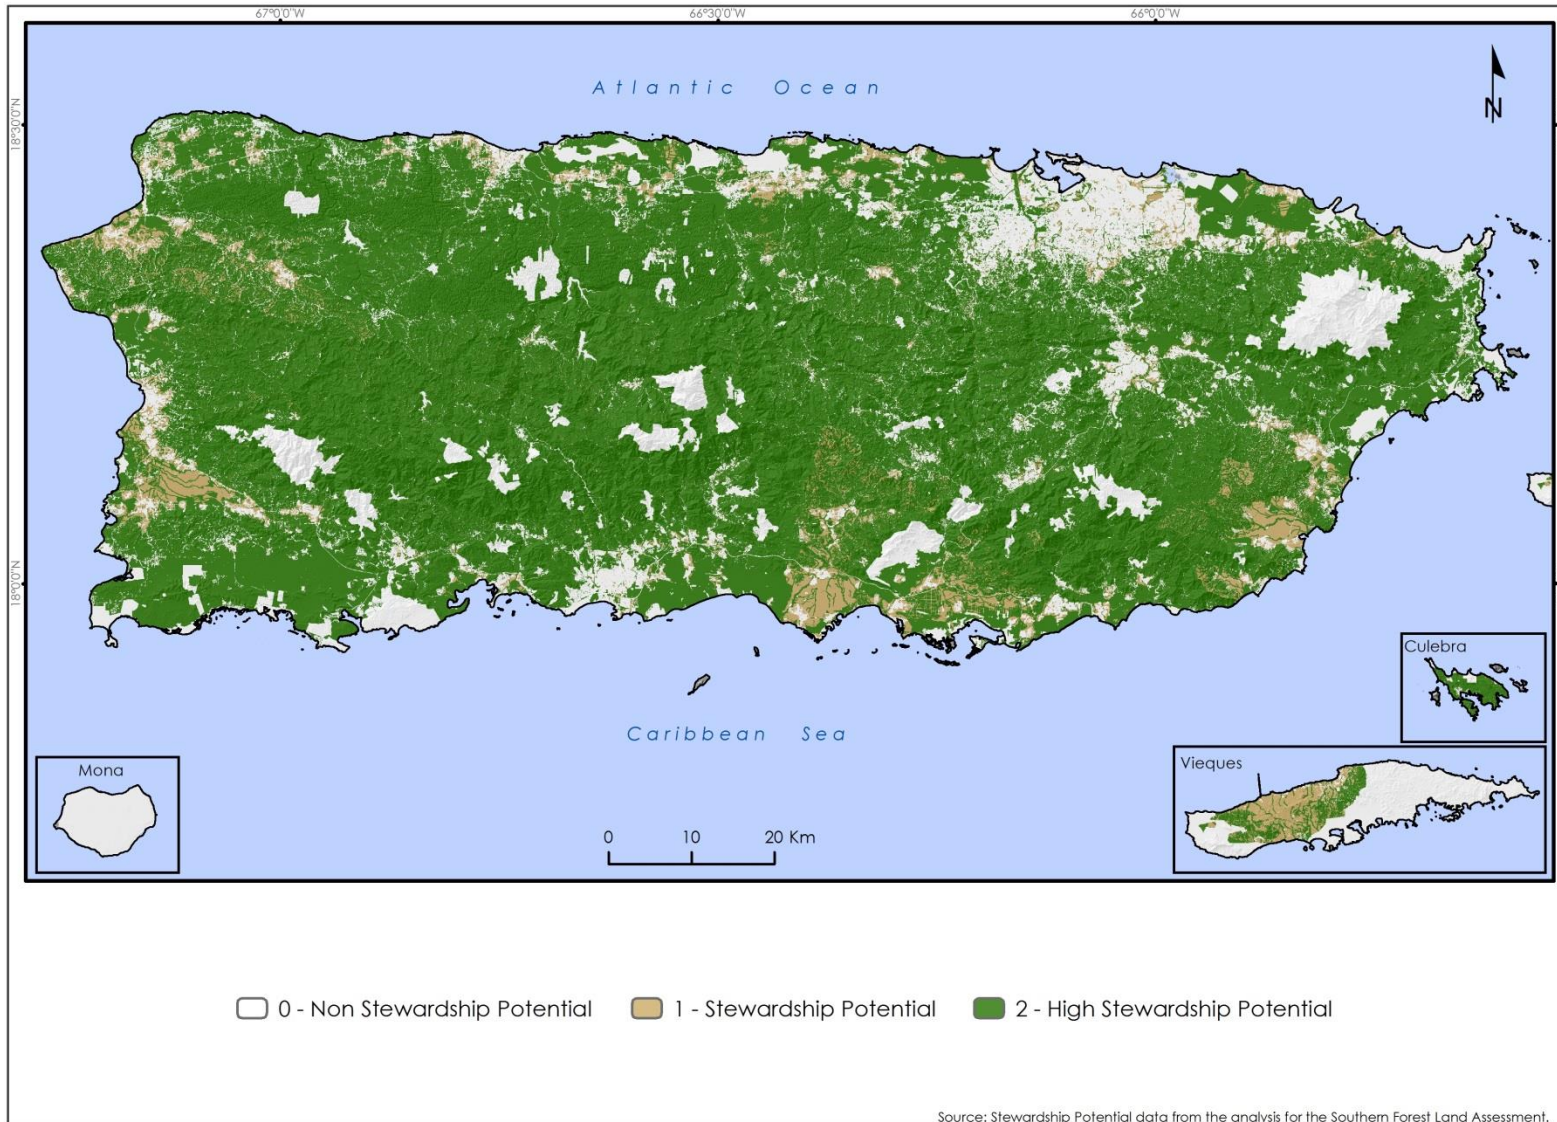 67°0'0"W
66°30'0"W
66°0'0"W
Atlantic Ocean
N
18°30'0"N
18°0'0"N
Caribbean Sea
Culebra
Vieques
Mona
0 10 20 Km
0 - Non Stewardship Potential
1 - Stewardship Potential
2 - High Stewardship Potential
Source: Stewardship Potential data from the analysis for the Southern Forest Land Assessment.